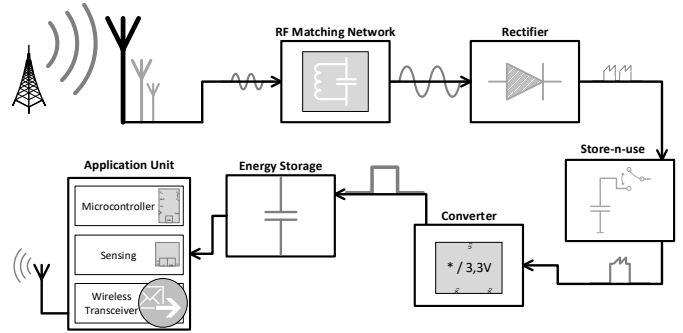 RF Matching Network
Rectifier
Store-n-use
Application Unit
Energy Storage
Converter
Microcontroller
Sensing
* / 3,3V
Wireless
Transceiver